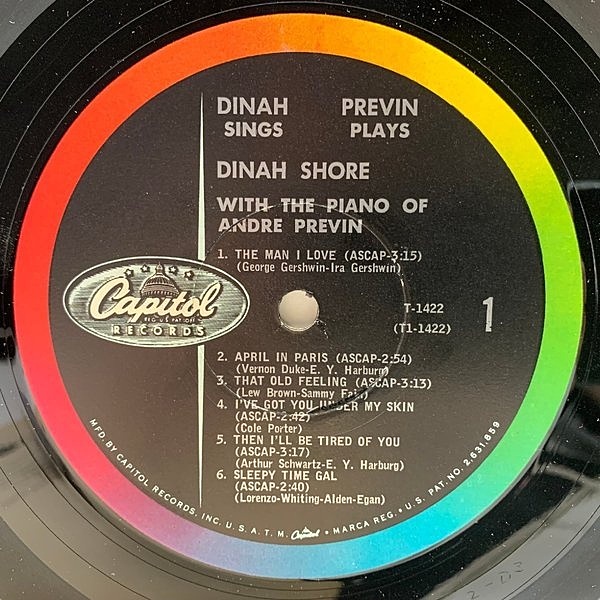 DINAH PREVIN
SINGS PLAYS
DINAH SHORE
WITH THE PIANO OF
ANDRE PREVIN
1. THE MAN I LOVE (ASCAP-3:15)
(George Gershwin-Ira Gershwin)
Capitol
REG. U.S. PAT. OFF.
RECORDS
T-1422
(T1-1422)
1
2. APRIL IN PARIS (ASCAP-2:54)
(Vernon Duke-E. Y. Harburg)
3. THAT OLD FEELING (ASCAP-3:13)
(Lew Brown-Sammy Fain)
4. I'VE GOT YOU UNDER MY SKIN
(ASCAP-2:42)
(Cole Porter)
5. THEN I'LL BE TIRED OF YOU
(ASCAP-3:17)
(Arthur Schwartz-E. Y. Harburg)
6. SLEEPY TIME GAL
(ASCAP-2:40)
(Lorenzo-Whiting-Alden-Egan)
MFD. BY CAPITOL RECORDS, INC. U.S.A. T.M. Capitol • MARCA REG. • U.S. PAT. NO. 2,631,859